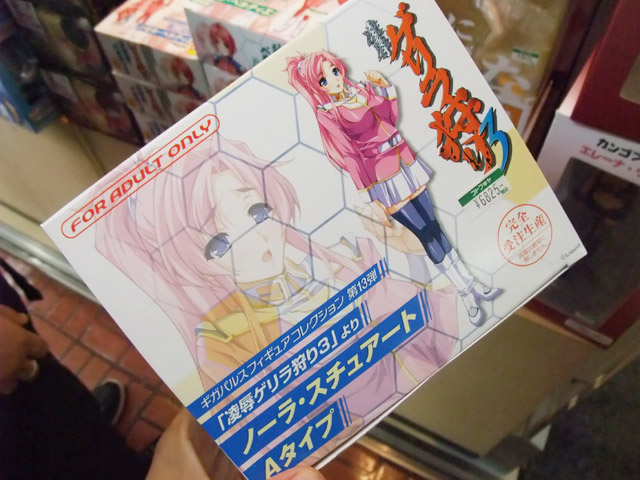 FOR ADULT ONLY
ゲリラ狩り3
¥6825
完全
受注生産
ギガパルスフィギュアコレクション 第13弾
「凌辱ゲリラ狩り3」より
ノーラ・スチュアート
Aタイプ
カンゴフ
エレーナ・